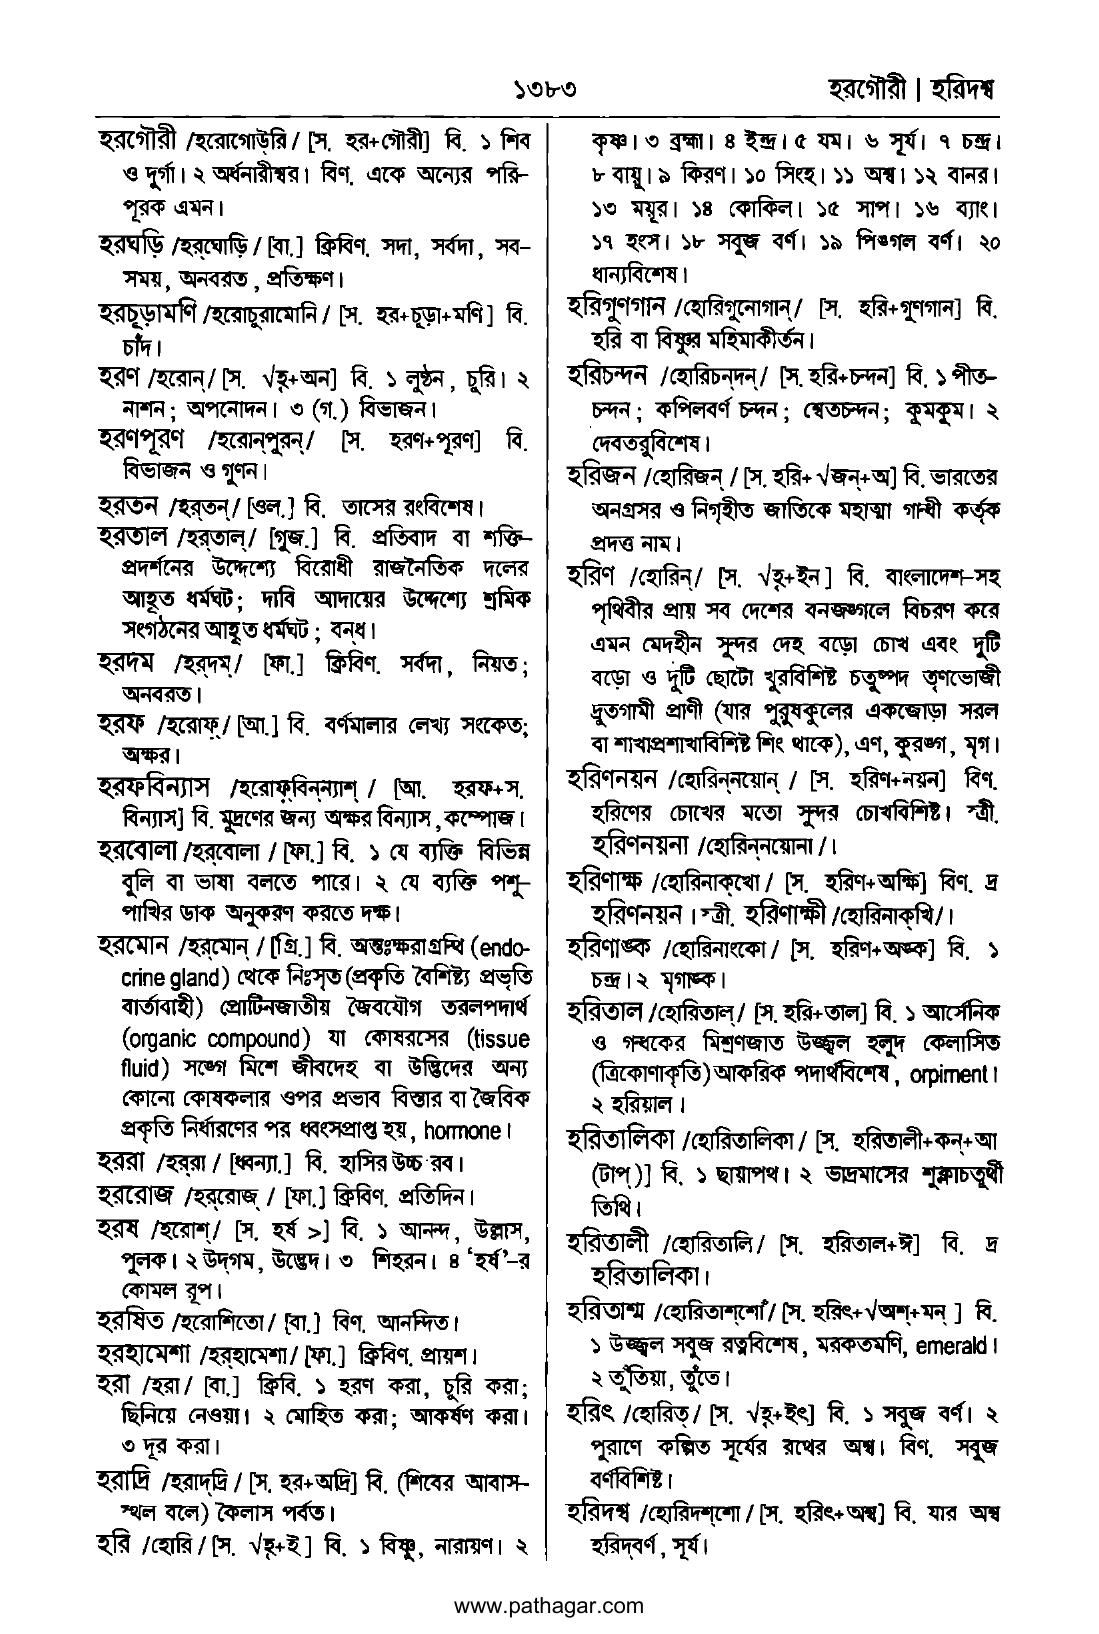 ১৩৮৩
হরগৌরী | হরিদশ্ব
হরগৌরী /হরোগোউ্‌রি/ [স. হর+গৌরী] বি. ১ শিব
ও দুর্গা। ২ অর্ধনারীশ্বর। বিণ. একে অন্যের পরি-
পূরক এমন।
হরঘড়ি /হর্‌ঘোড়ি/ [বা.] ক্রিবিণ. সদা, সর্বদা, সব-
সময়, অনবরত, প্রতিক্ষণ।
হরচূড়ামণি /হরোচুরামোনি/ [স. হর+চূড়া+মণি] বি.
চাঁদ।
হরণ /হরোন্/ [স. √হৃ+অন] বি. ১ লুণ্ঠন, চুরি। ২
নাশন; অপনোদন। ৩ (গ.) বিভাজন।
হরণপূরণ /হরোন্‌পুরন্/ [স. হরণ+পূরণ] বি.
বিভাজন ও গুণন।
হরতন /হর্‌তন্/ [ওল.] বি. তাসের রংবিশেষ।
হরতাল /হর্‌তাল্/ [গুজ.] বি. প্রতিবাদ বা শক্তি-
প্রদর্শনের উদ্দেশ্যে বিরোধী রাজনৈতিক দলের
আহূত ধর্মঘট; দাবি আদায়ের উদ্দেশ্যে শ্রমিক
সংগঠনের আহূত ধর্মঘট; বন্‌ধ।
হরদম /হর্‌দম্/ [ফা.] ক্রিবিণ. সর্বদা, নিয়ত;
অনবরত।
হরফ /হরোফ্/ [আ.] বি. বর্ণমালার লেখ্য সংকেত;
অক্ষর।
হরফবিন্যাস /হরোফ্‌বিন্‌ন্যাশ্/ [আ. হরফ+স.
বিন্যাস] বি. মুদ্রণের জন্য অক্ষর বিন্যাস, কম্পোজ।
হরবোলা /হর্‌বোলা/ [ফা.] বি. ১ যে ব্যক্তি বিভিন্ন
বুলি বা ভাষা বলতে পারে। ২ যে ব্যক্তি পশু-
পাখির ডাক অনুকরণ করতে দক্ষ।
হরমোন /হর্‌মোন্/ [গ্রি.] বি. অন্তঃক্ষরাগ্রন্থি (endo-
crine gland) থেকে নিঃসৃত (প্রকৃতি বৈশিষ্ট্য প্রভৃতি
বার্তাবাহী) প্রোটিনজাতীয় জৈবযৌগ তরলপদার্থ
(organic compound) যা কোষরসের (tissue
fluid) সঙ্গে মিশে জীবদেহ বা উদ্ভিদের অন্য
কোনো কোষকলার ওপর প্রভাব বিস্তার বা জৈবিক
প্রকৃতি নির্ধারণের পর ধ্বংসপ্রাপ্ত হয়, hormone।
হররা /হর্‌রা/ [ধ্বন্যা.] বি. হাসির উচ্চ রব।
হররোজ /হর্‌রোজ্/ [ফা.] ক্রিবিণ. প্রতিদিন।
হরষ /হরোশ্/ [স. হর্ষ >] বি. ১ আনন্দ, উল্লাস,
পুলক। ২ উদ্‌গম, উদ্ভেদ। ৩ শিহরন। ৪ ‘হর্ষ’-র
কোমল রূপ।
হরষিত /হরোশিতো/ [বা.] বিণ. আনন্দিত।
হরহামেশা /হর্‌হামেশা/ [ফা.] ক্রিবিণ. প্রায়শ।
হরা /হরা/ [বা.] ক্রিবি. ১ হরণ করা, চুরি করা;
ছিনিয়ে নেওয়া। ২ মোহিত করা; আকর্ষণ করা।
৩ দূর করা।
হরাদ্রি /হরাদ্‌দ্রি/ [স. হর+অদ্রি] বি. (শিবের আবাস-
স্থল বলে) কৈলাস পর্বত।
হরি /হোরি/ [স. √হৃ+ই] বি. ১ বিষ্ণু, নারায়ণ। ২
কৃষ্ণ। ৩ ব্রহ্মা। ৪ ইন্দ্র। ৫ যম। ৬ সূর্য। ৭ চন্দ্র।
৮ বায়ু। ৯ কিরণ। ১০ সিংহ। ১১ অশ্ব। ১২ বানর।
১৩ ময়ূর। ১৪ কোকিল। ১৫ সাপ। ১৬ ব্যাং।
১৭ হংস। ১৮ সবুজ বর্ণ। ১৯ পিঙ্গল বর্ণ। ২০
ধান্যবিশেষ।
হরিগুণগান /হোরিগুনোগান্/ [স. হরি+গুণগান] বি.
হরি বা বিষ্ণুর মহিমাকীর্তন।
হরিচন্দন /হোরিচন্‌দন্/ [স. হরি+চন্দন] বি. ১ পীত-
চন্দন; কপিলবর্ণ চন্দন; শ্বেতচন্দন; কুমকুম। ২
দেবতরুবিশেষ।
হরিজন /হোরিজন্/ [স. হরি+√জন্+অ] বি. ভারতের
অনগ্রসর ও নিগৃহীত জাতিকে মহাত্মা গান্ধী কর্তৃক
প্রদত্ত নাম।
হরিণ /হোরিন্/ [স. √হৃ+ইন] বি. বাংলাদেশ-সহ
পৃথিবীর প্রায় সব দেশের বনজঙ্গলে বিচরণ করে
এমন মেদহীন সুন্দর দেহ বড়ো চোখ এবং দুটি
বড়ো ও দুটি ছোটো খুরবিশিষ্ট চতুষ্পদ তৃণভোজী
দ্রুতগামী প্রাণী (যার পুরুষকুলের একজোড়া সরল
বা শাখাপ্রশাখাবিশিষ্ট শিং থাকে), এণ, কুরঙ্গ, মৃগ।
হরিণনয়ন /হোরিন্‌নয়োন্/ [স. হরিণ+নয়ন] বিণ.
হরিণের চোখের মতো সুন্দর চোখবিশিষ্ট। স্ত্রী.
হরিণনয়না /হোরিন্‌নয়োনা/।
হরিণাক্ষ /হোরিনাক্‌খো/ [স. হরিণ+অক্ষি] বিণ. দ্র
হরিণনয়ন। স্ত্রী. হরিণাক্ষী /হোরিনাক্‌খি/।
হরিণাঙ্ক /হোরিনাংকো/ [স. হরিণ+অঙ্ক] বি. ১
চন্দ্র। ২ মৃগাঙ্ক।
হরিতাল /হোরিতাল্/ [স. হরি+তাল] বি. ১ আর্সেনিক
ও গন্ধকের মিশ্রণজাত উজ্জ্বল হলুদ কেলাসিত
(ত্রিকোণাকৃতি) আকরিক পদার্থবিশেষ, orpiment।
২ হরিয়াল।
হরিতালিকা /হোরিতালিকা/ [স. হরিতালী+কন্+আ
(টাপ্)] বি. ১ ছায়াপথ। ২ ভাদ্রমাসের শুক্লাচতুর্থী
তিথি।
হরিতালী /হোরিতালি/ [স. হরিতাল+ঈ] বি. দ্র
হরিতালিকা।
হরিতাশ্ম /হোরিতাশ্‌শোঁ/ [স. হরিৎ+√অশ্+মন্ ] বি.
১ উজ্জ্বল সবুজ রত্নবিশেষ, মরকতমণি, emerald।
২ তুঁতিয়া, তুঁতে।
হরিৎ /হোরিত্/ [স. √হৃ+ইৎ] বি. ১ সবুজ বর্ণ। ২
পুরাণে কল্পিত সূর্যের রথের অশ্ব। বিণ. সবুজ
বর্ণবিশিষ্ট।
হরিদশ্ব /হোরিদশ্‌শো/ [স. হরিৎ+অশ্ব] বি. যার অশ্ব
হরিদ্‌বর্ণ, সূর্য।
www.pathagar.com